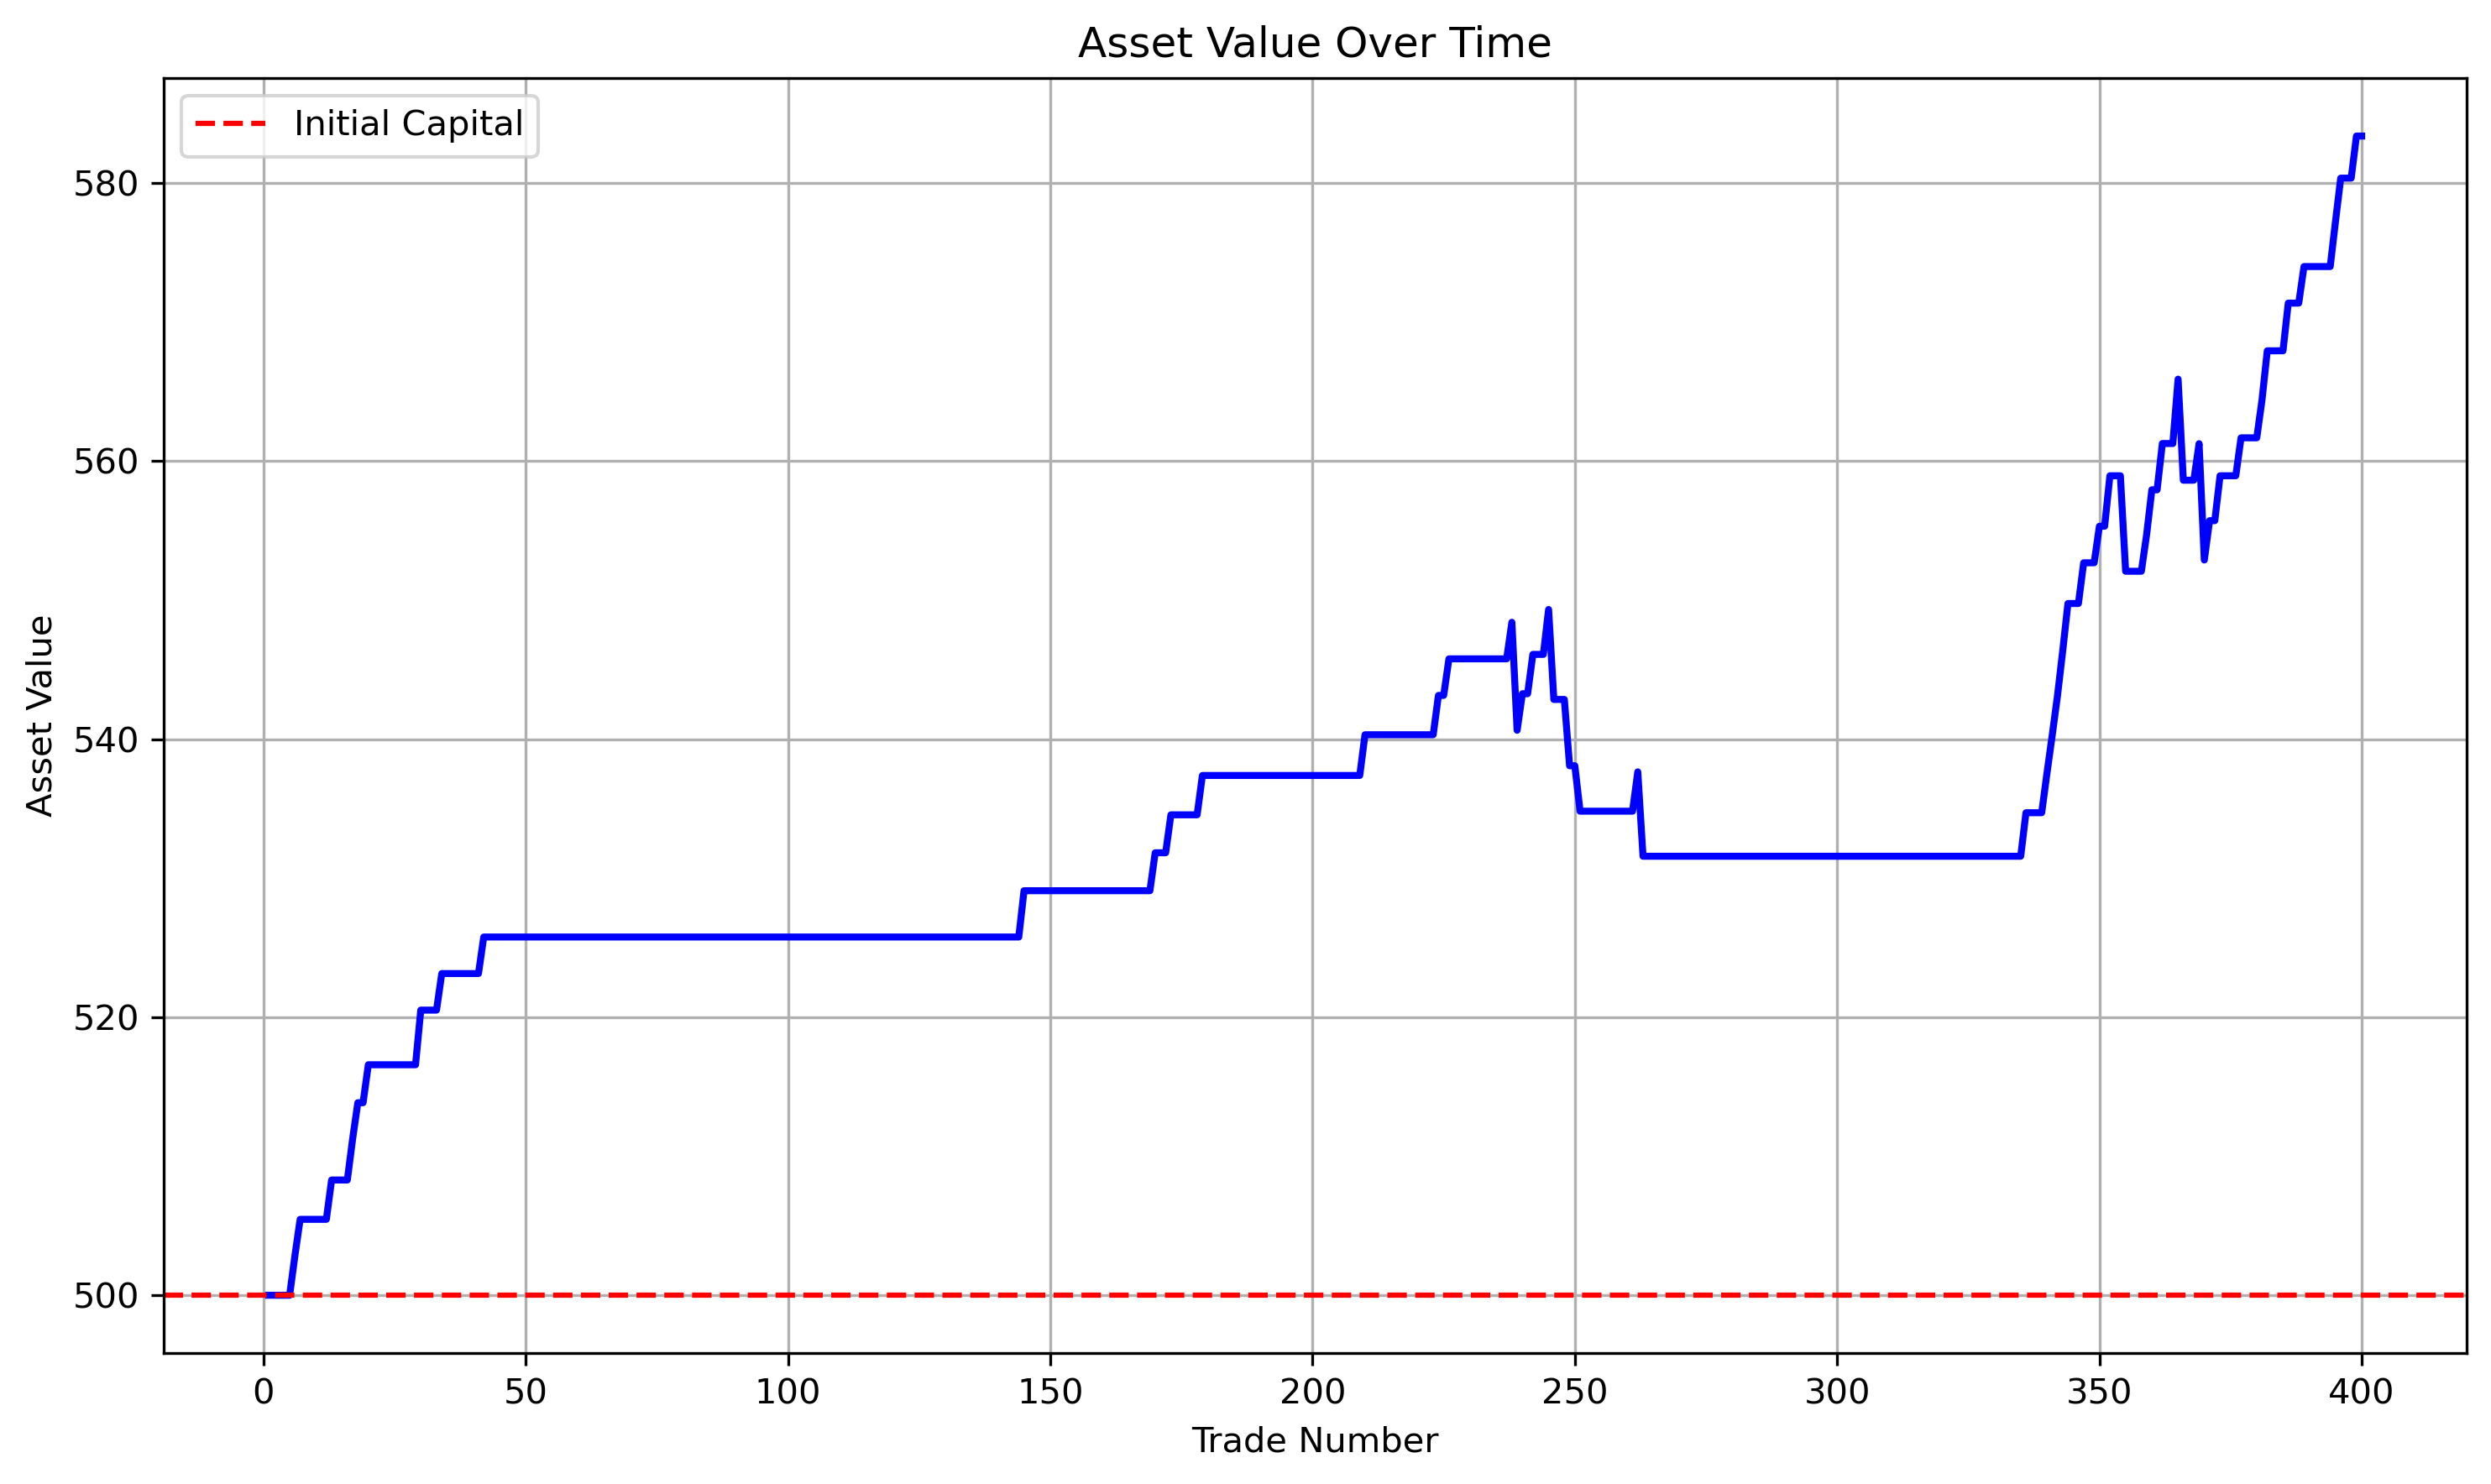 Asset Value Over Time
Initial Capital
Asset Value
580
560
540
520
500
0 50 100 150 200 250 300 350 400
Trade Number